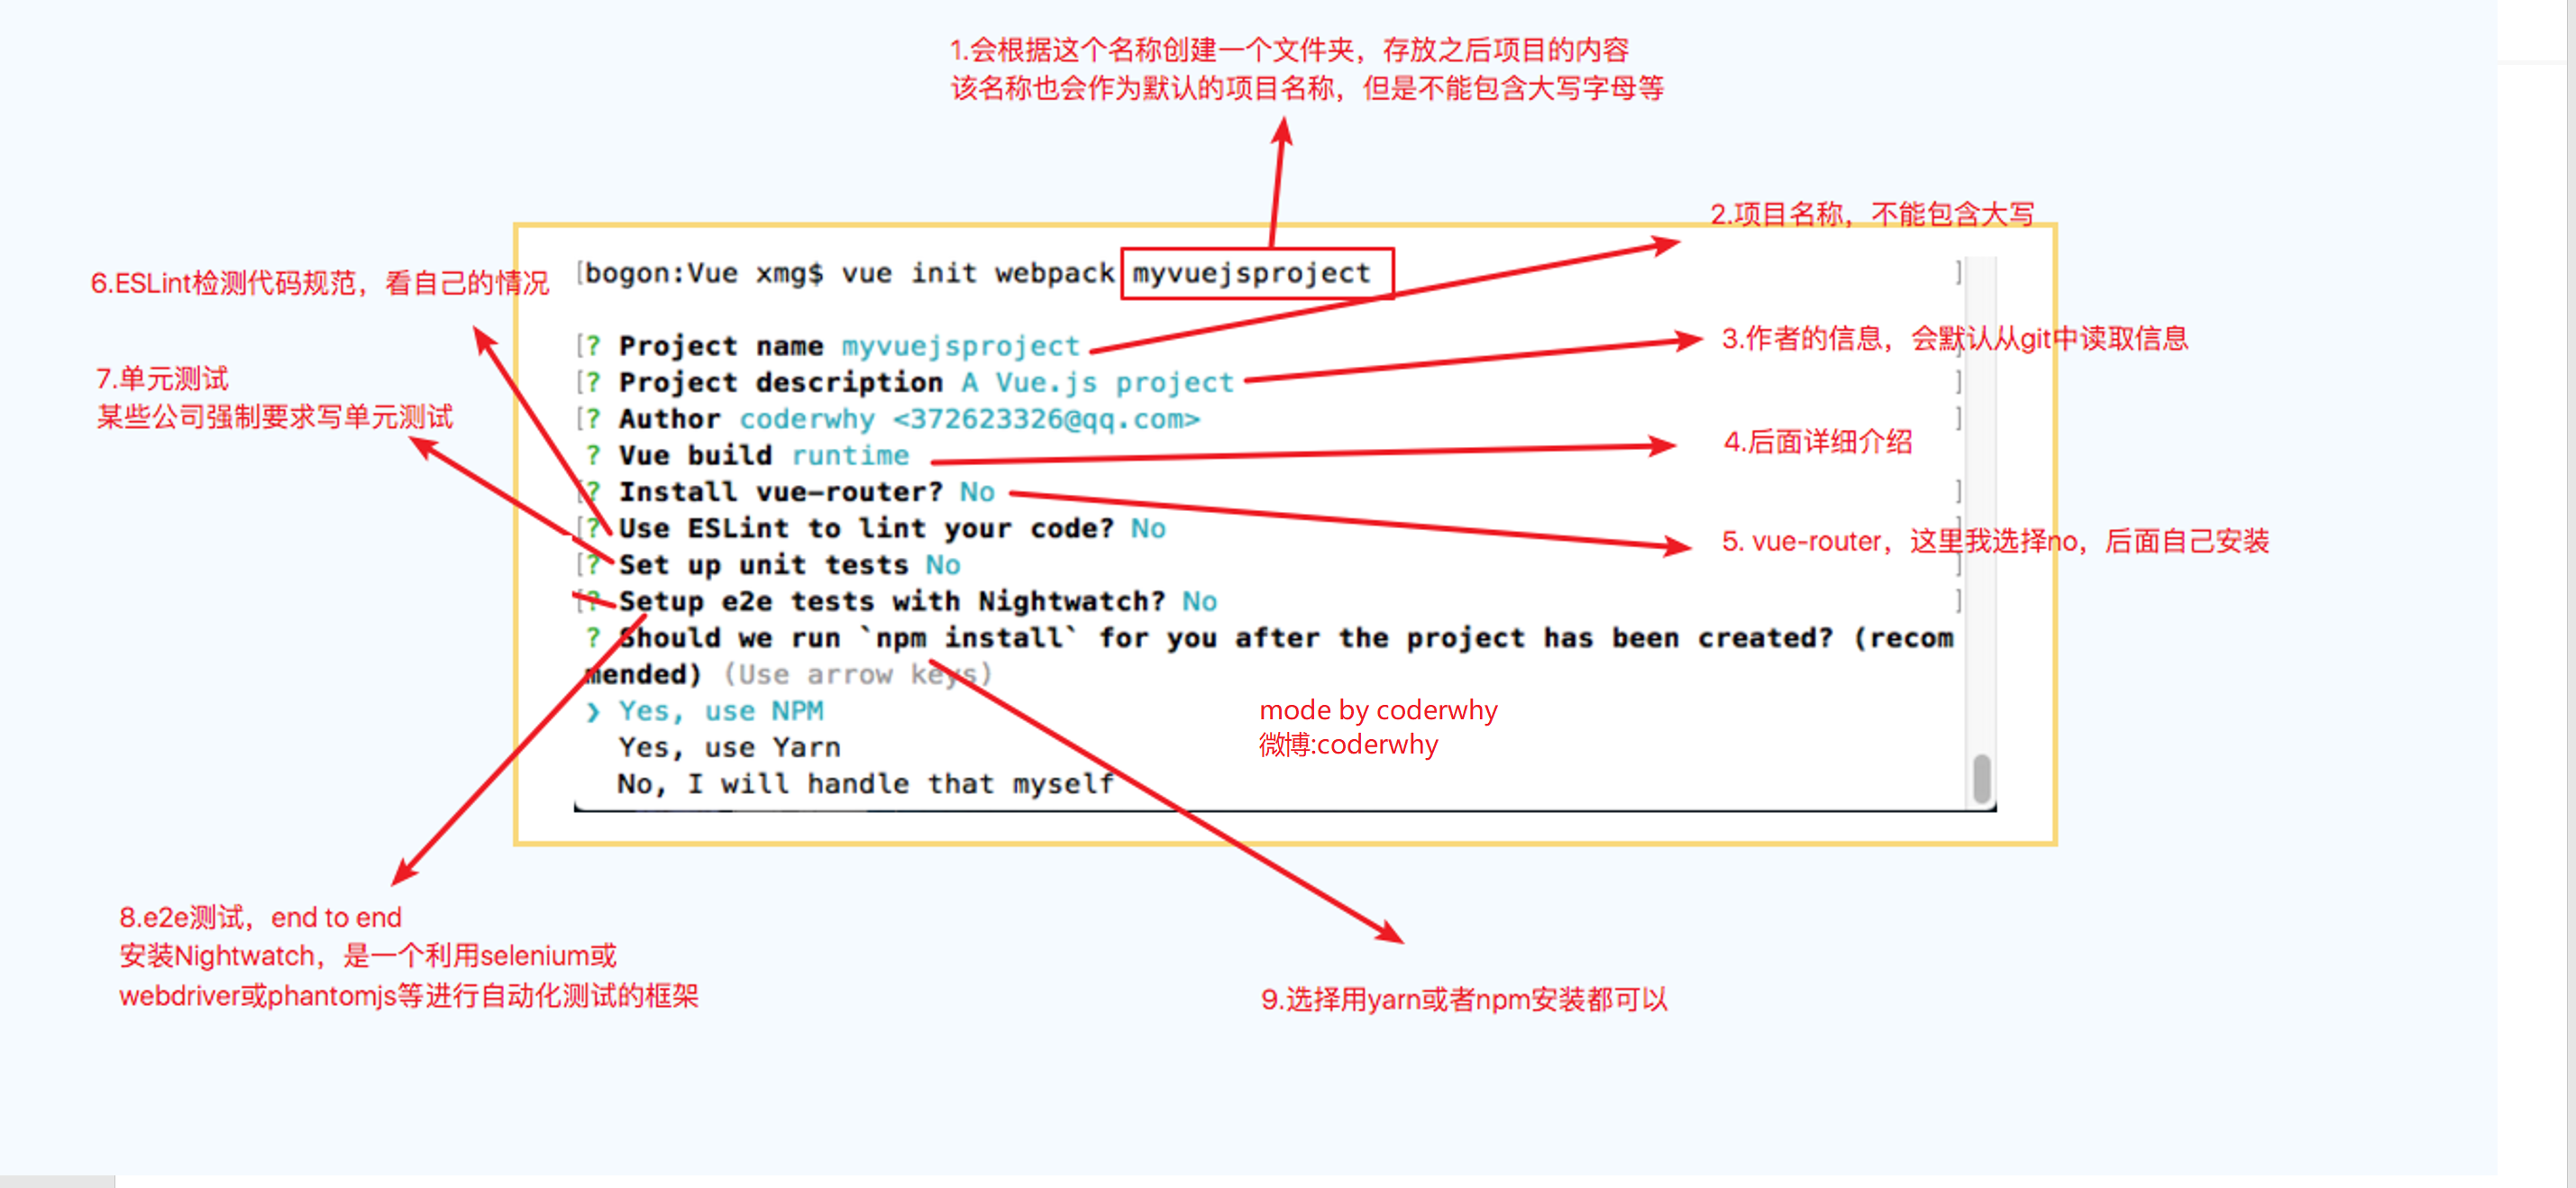 1.会根据这个名称创建一个文件夹，存放之后项目的内容
该名称也会作为默认的项目名称，但是不能包含大写字母等
2.项目名称，不能包含大写
6.ESLint检测代码规范，看自己的情况
[bogon:Vue xmg$ vue init webpack myvuejsproject ]
3.作者的信息，会默认从git中读取信息
[? Project name myvuejsproject ]
7.单元测试
某些公司强制要求写单元测试
[? Project description A Vue.js project ]
[? Author coderwhy <372623326@qq.com> ]
4.后面详细介绍
? Vue build runtime
[? Install vue-router? No ]
5. vue-router，这里我选择no，后面自己安装
[? Use ESLint to lint your code? No ]
[? Set up unit tests No ]
[? Setup e2e tests with Nightwatch? No ]
? Should we run `npm install` for you after the project has been created? (recom
mended) (Use arrow keys)
❯ Yes, use NPM
Yes, use Yarn
No, I will handle that myself
mode by coderwhy
微博:coderwhy
8.e2e测试，end to end
安装Nightwatch，是一个利用selenium或
webdriver或phantomjs等进行自动化测试的框架
9.选择用yarn或者npm安装都可以